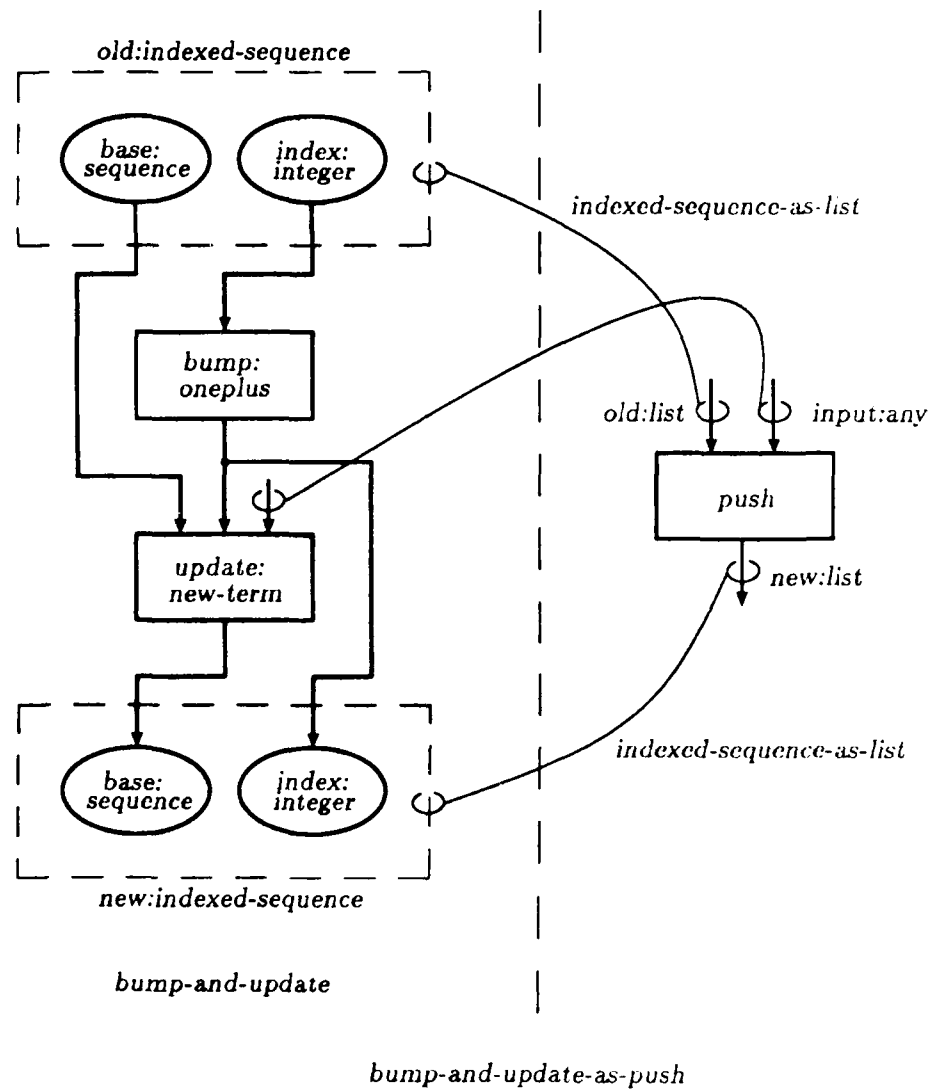 old:indexed-sequence
base:
sequence
index:
integer
indexed-sequence-as-list
bump:
oneplus
old:list
input:any
push
update:
new-term
new:list
indexed-sequence-as-list
base:
sequence
index:
integer
new:indexed-sequence
bump-and-update
bump-and-update-as-push